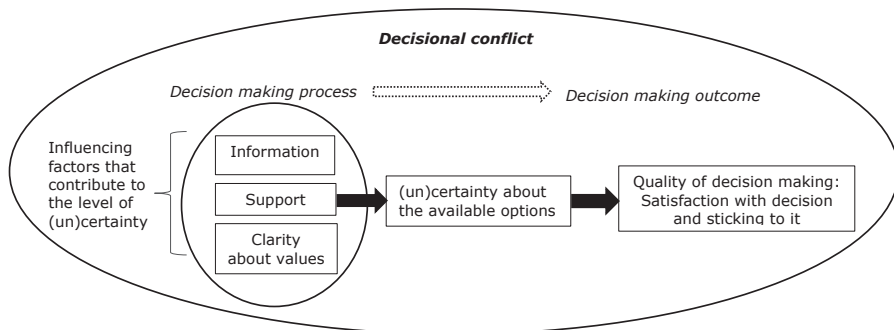 Decisional conflict
Decision making process
Decision making outcome
Influencing
factors that
contribute to
the level of
(un)certainty
Information
Support
Clarity
about values
(un)certainty about
the available options
Quality of decision making:
Satisfaction with decision
and sticking to it